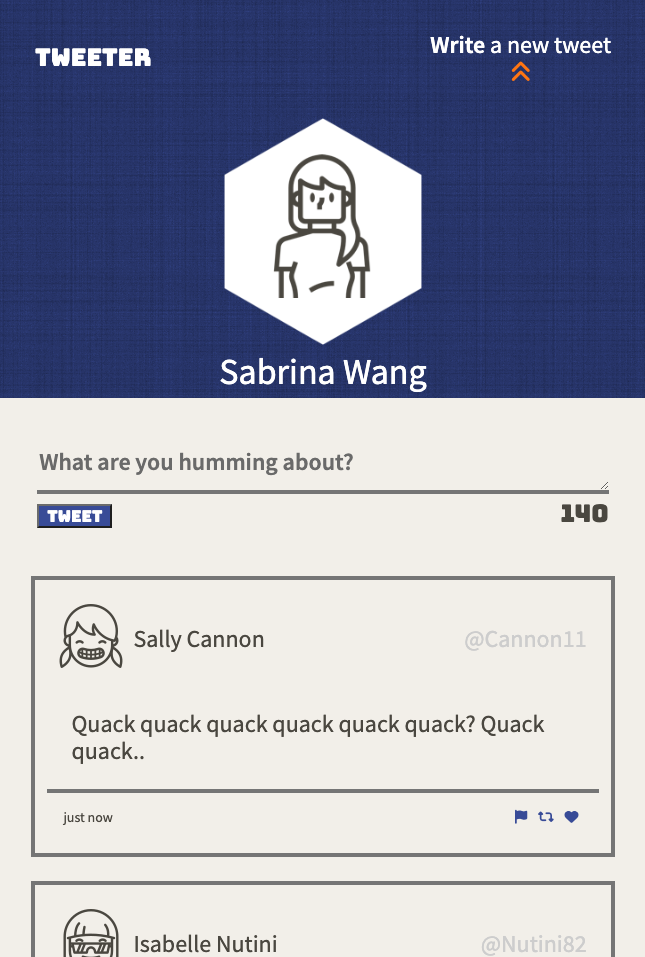 TWEETER
Write a new tweet
Sabrina Wang
What are you humming about?
TWEET
140
Sally Cannon
@Cannon11
Quack quack quack quack quack quack? Quack
quack..
just now
Isabelle Nutini
@Nutini82